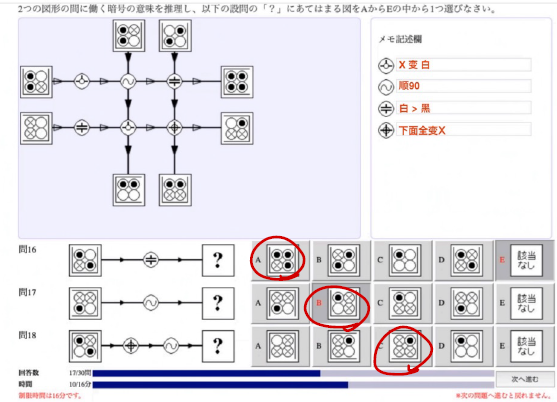 2つの図形の間に働く暗号の意味を推理し、以下の設問の「？」にあてはまる図をAからEの中から1つ選びなさい。
メモ記述欄
X 变 白
顺90
白 > 黑
下面全变X
問16
?
A
B
C
D
E 該当なし
問17
?
A
B
C
D
E 該当なし
問18
?
A
B
C
D
E 該当なし
回答数 17/30問
時間 10/16分
次へ進む
制限時間は16分です。
※次の問題へ進むと戻れません。